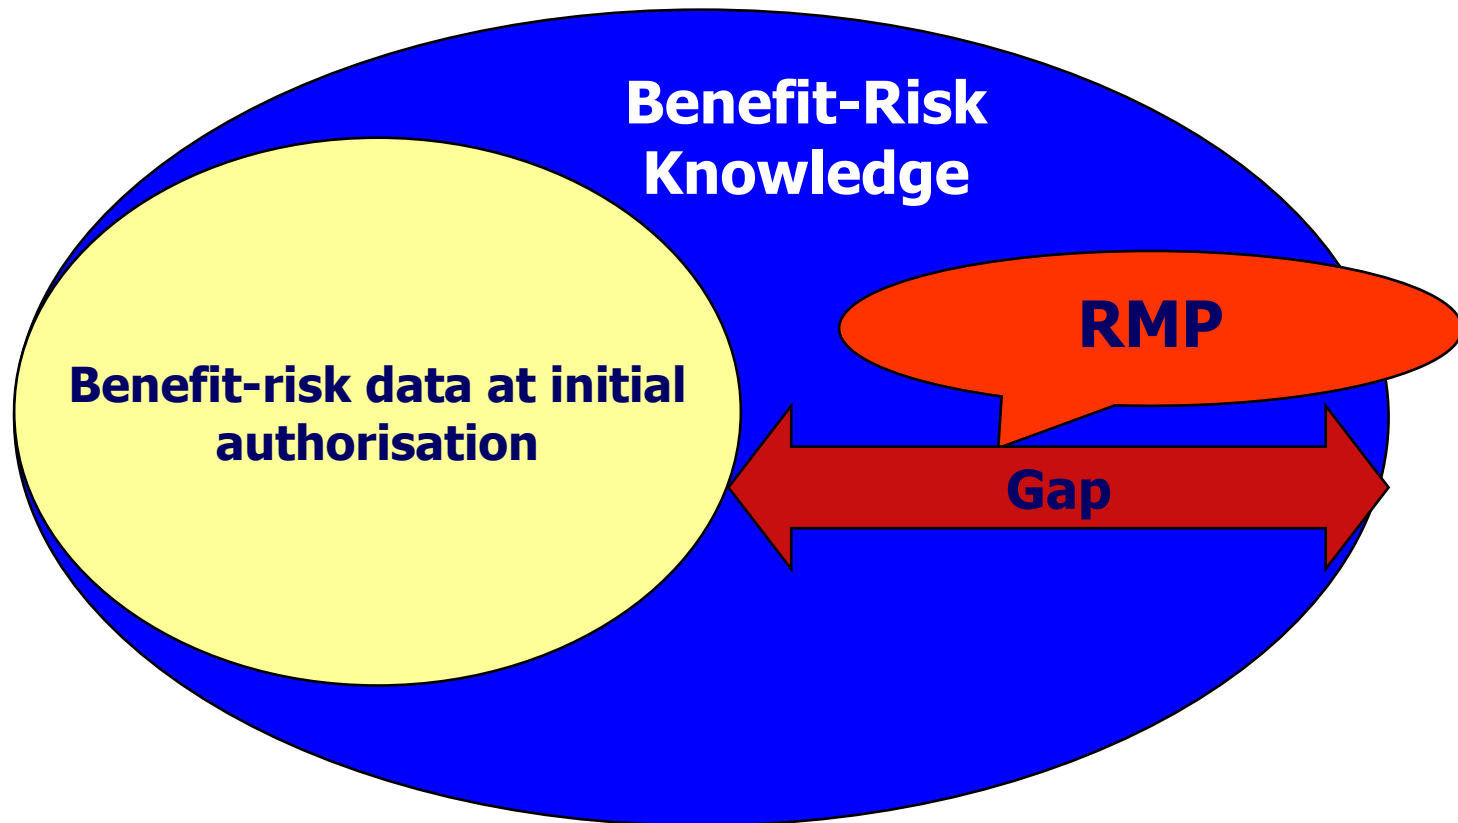 Benefit-Risk
Knowledge
RMP
Benefit-risk data at initial
authorisation
Gap